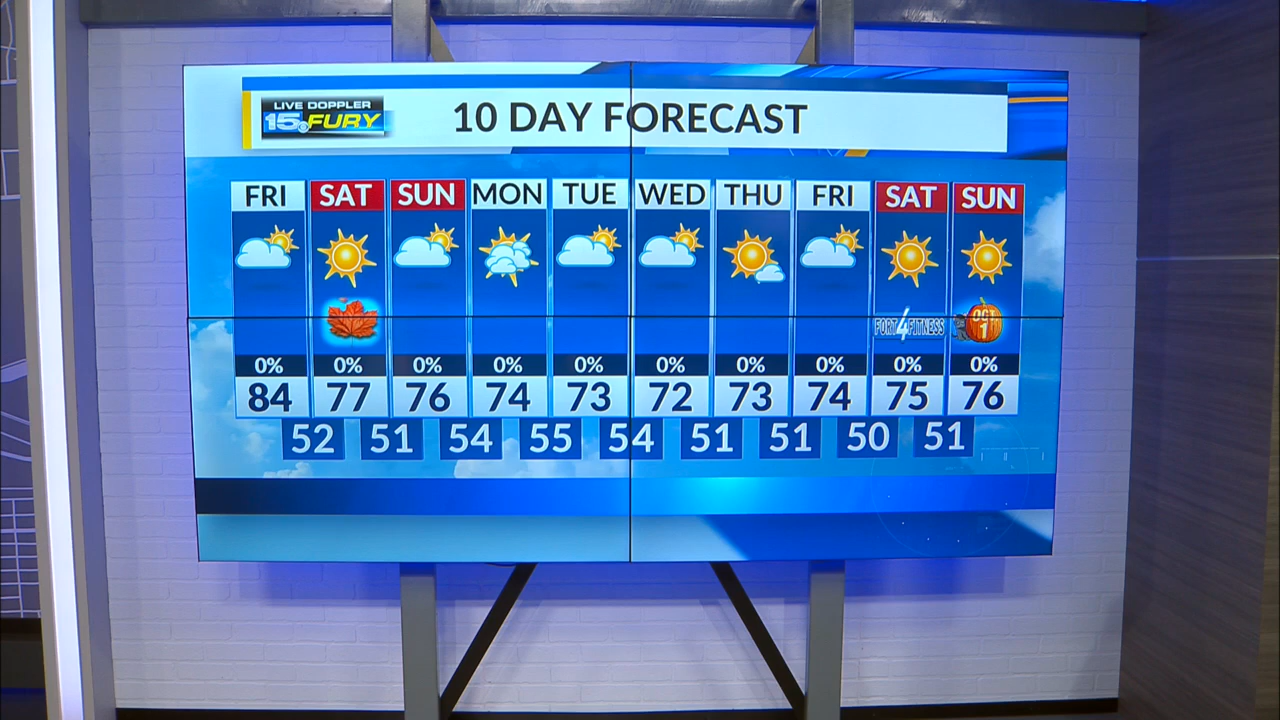 LIVE DOPPLER
15 FURY
10 DAY FORECAST
FRI SAT SUN MON TUE WED THU FRI SAT SUN
FORT 4 FITNESS OCT 1
0% 0% 0% 0% 0% 0% 0% 0% 0% 0%
84 77 76 74 73 72 73 74 75 76
52 51 54 55 54 51 51 50 51